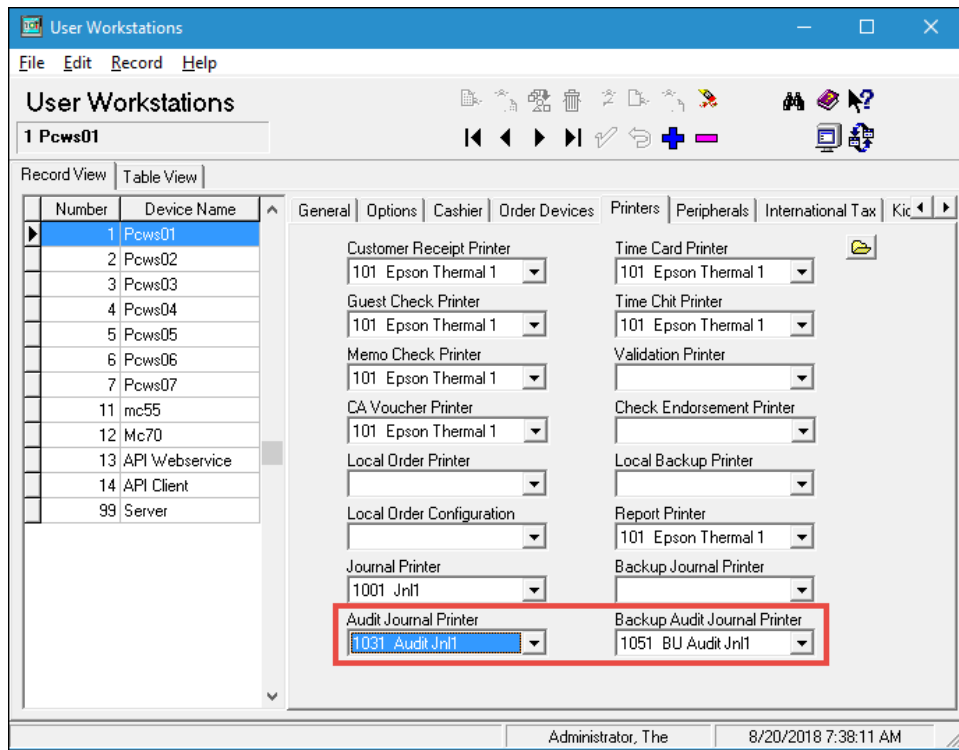 User Workstations
File Edit Record Help
User Workstations
1 Pcws01
Record View Table View
Number Device Name
1 Pcws01
2 Pcws02
3 Pcws03
4 Pcws04
5 Pcws05
6 Pcws06
7 Pcws07
11 mc55
12 Mc70
13 API Webservice
14 API Client
99 Server
General Options Cashier Order Devices Printers Peripherals International Tax
Customer Receipt Printer Time Card Printer
101 Epson Thermal 1 101 Epson Thermal 1
Guest Check Printer Time Chit Printer
101 Epson Thermal 1 101 Epson Thermal 1
Memo Check Printer Validation Printer
101 Epson Thermal 1
CA Voucher Printer Check Endorsement Printer
101 Epson Thermal 1
Local Order Printer Local Backup Printer
Local Order Configuration Report Printer
101 Epson Thermal 1
Journal Printer Backup Journal Printer
1001 Jnl1
Audit Journal Printer Backup Audit Journal Printer
1031 Audit Jnl1 1051 BU Audit Jnl1
Administrator, The 8/20/2018 7:38:11 AM